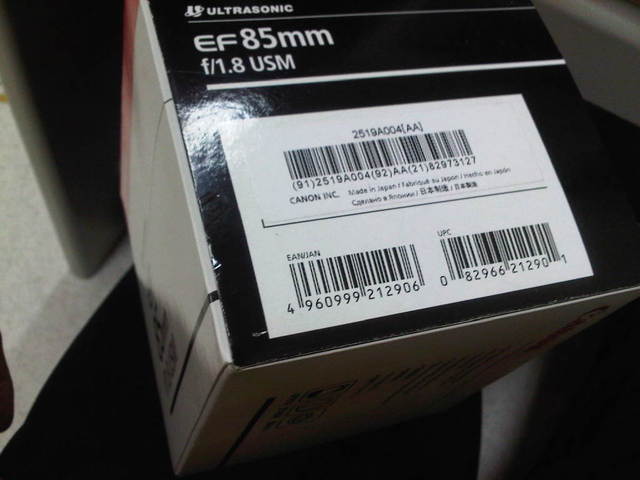 ULTRASONIC
EF85mm
f/1.8 USM
2519A004[AA]
(91)2519A004(92)AA(21)82973127
CANON INC. Made in Japan / Fabriqué au Japon / Hecho en Japón
Сделано в Японии / 日本制造 / 日本製造
EAN/JAN
UPC
4 960999 212906
0 82966 21290 1